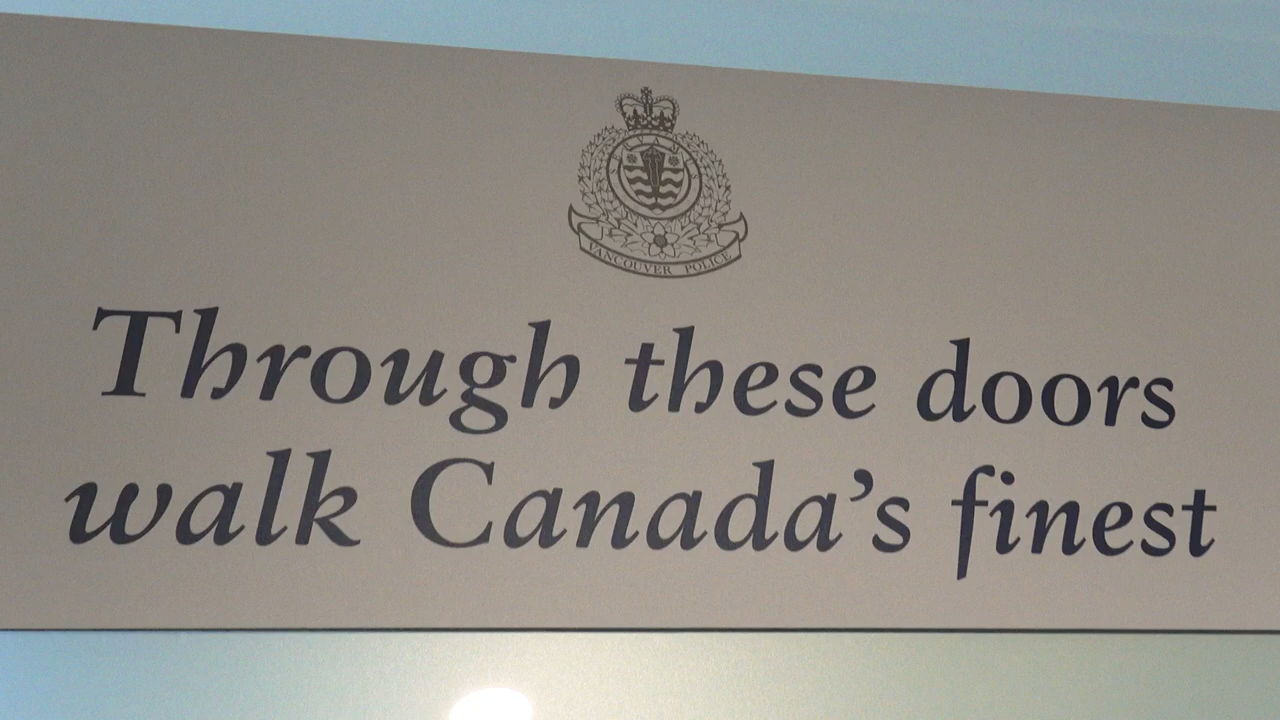 VANCOUVER POLICE
Through these doors
walk Canada's finest